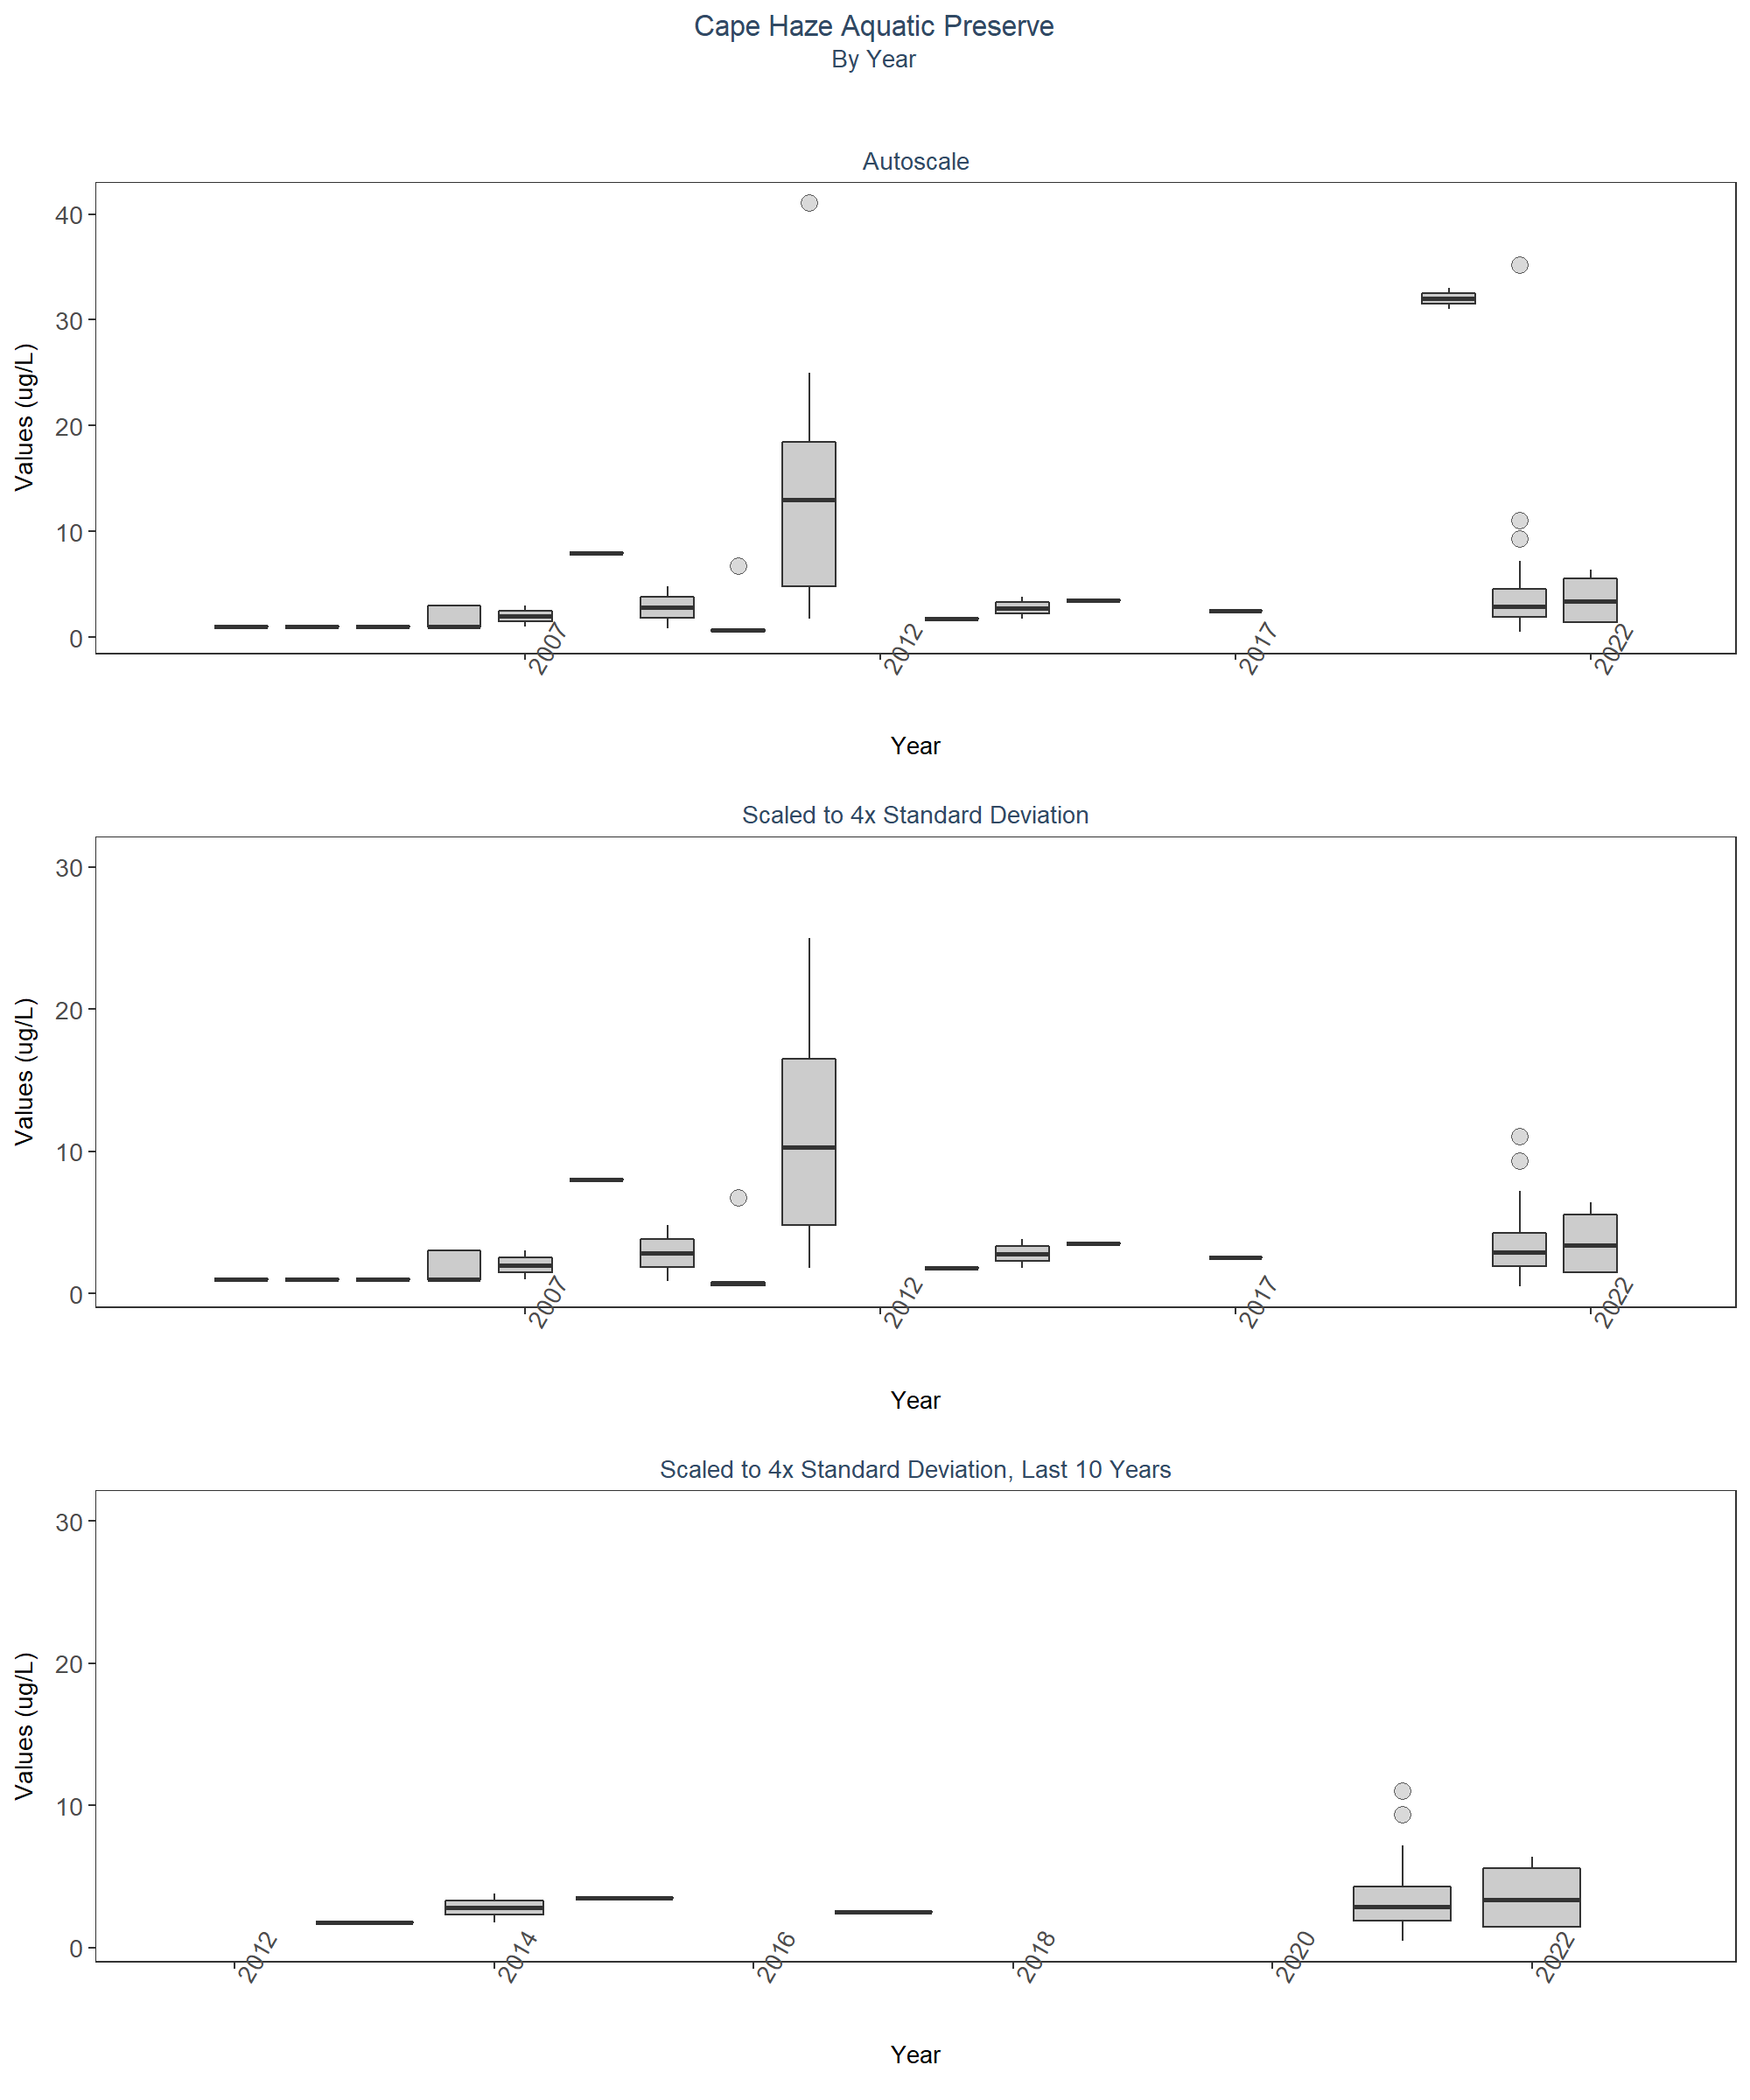 Cape Haze Aquatic Preserve
By Year
Autoscale
Values (ug/L)
40
30
20
10
0
2007
2012
2017
2022
Year
Scaled to 4x Standard Deviation
Values (ug/L)
30
20
10
0
2007
2012
2017
2022
Year
Scaled to 4x Standard Deviation, Last 10 Years
Values (ug/L)
30
20
10
0
2012
2014
2016
2018
2020
2022
Year